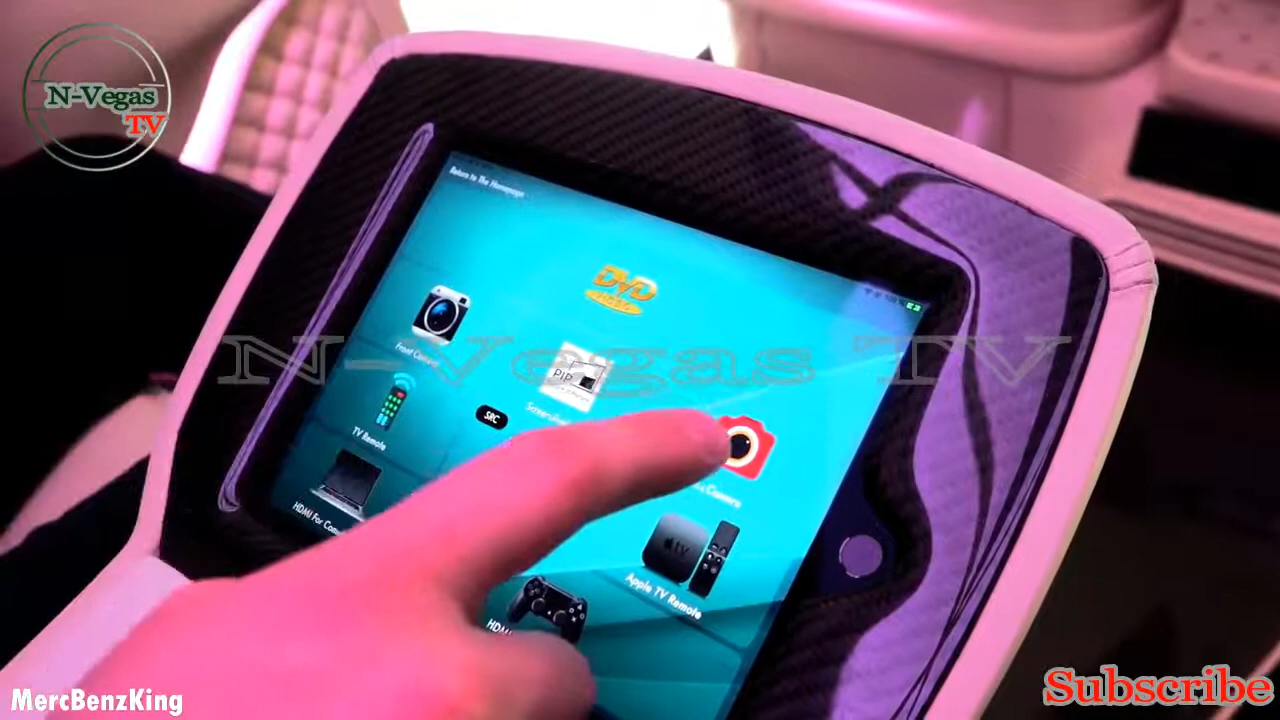 N-Vegas
TV
Return to The Homepage
DVD
VIDEO
Front Camera
PIP
N-Vegas TV
SRC
TV Remote
Camera
HDMI For
tv
Apple TV Remote
HDMI
MercBenzKing
Subscribe